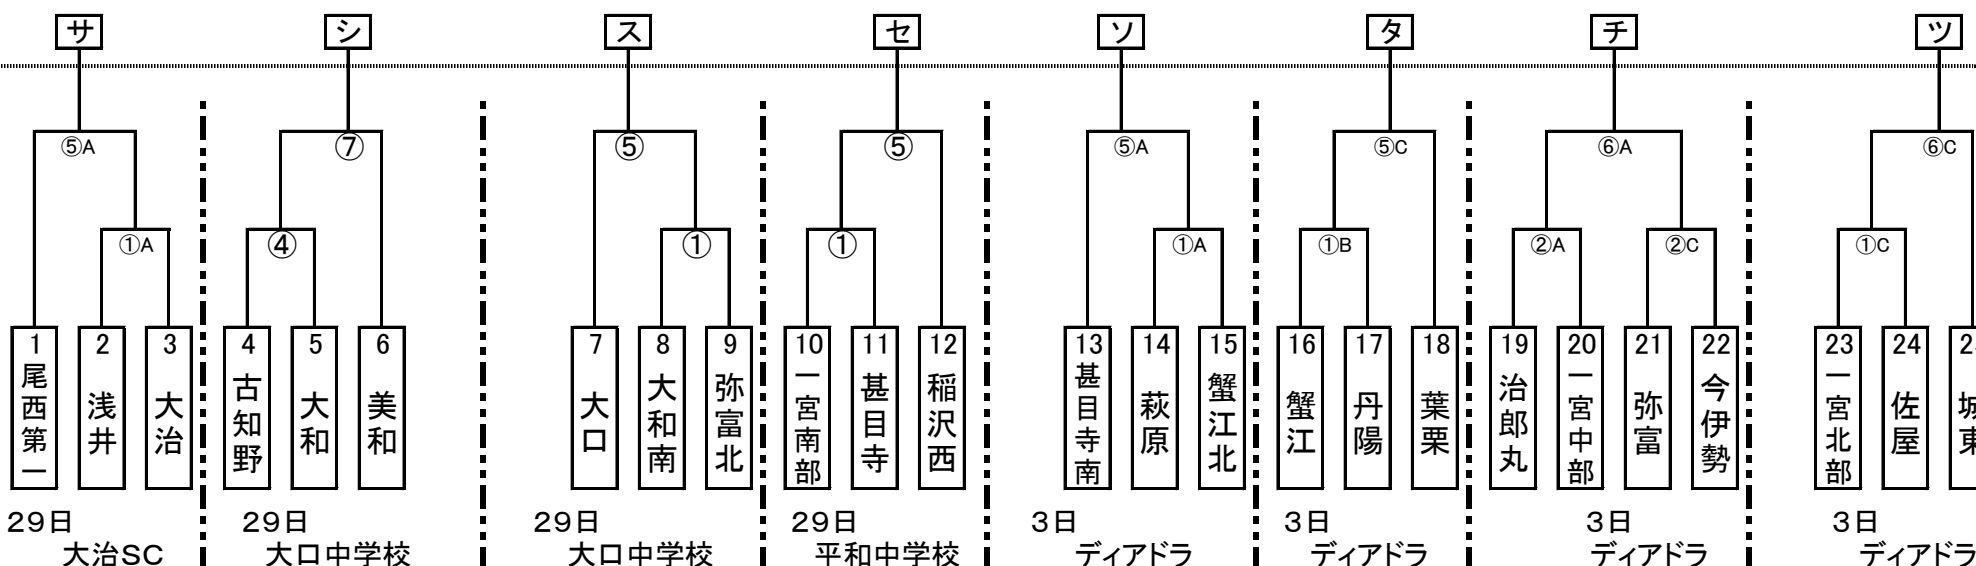 サ シ ス セ ソ タ チ ツ
⑤A ⑦ ⑤ ⑤ ⑤A ⑤C ⑥A ⑥C
①A ④ ① ① ①A ①B ②A ②C ①C
1 2 3 4 5 6 7 8 9 10 11 12 13 14 15 16 17 18 19 20 21 22 23 24
尾西第一
浅井
大治
古知野
大和
美和
大口
大和南
弥富北
一宮南部
甚目寺
稲沢西
甚目寺南
萩原
蟹江北
蟹江
丹陽
葉栗
治郎丸
一宮中部
弥富
今伊勢
一宮北部
佐屋
29日 29日 29日 29日 3日 3日 3日 3日
大治SC 大口中学校 大口中学校 平和中学校 ディアドラ ディアドラ ディアドラ ディアドラ